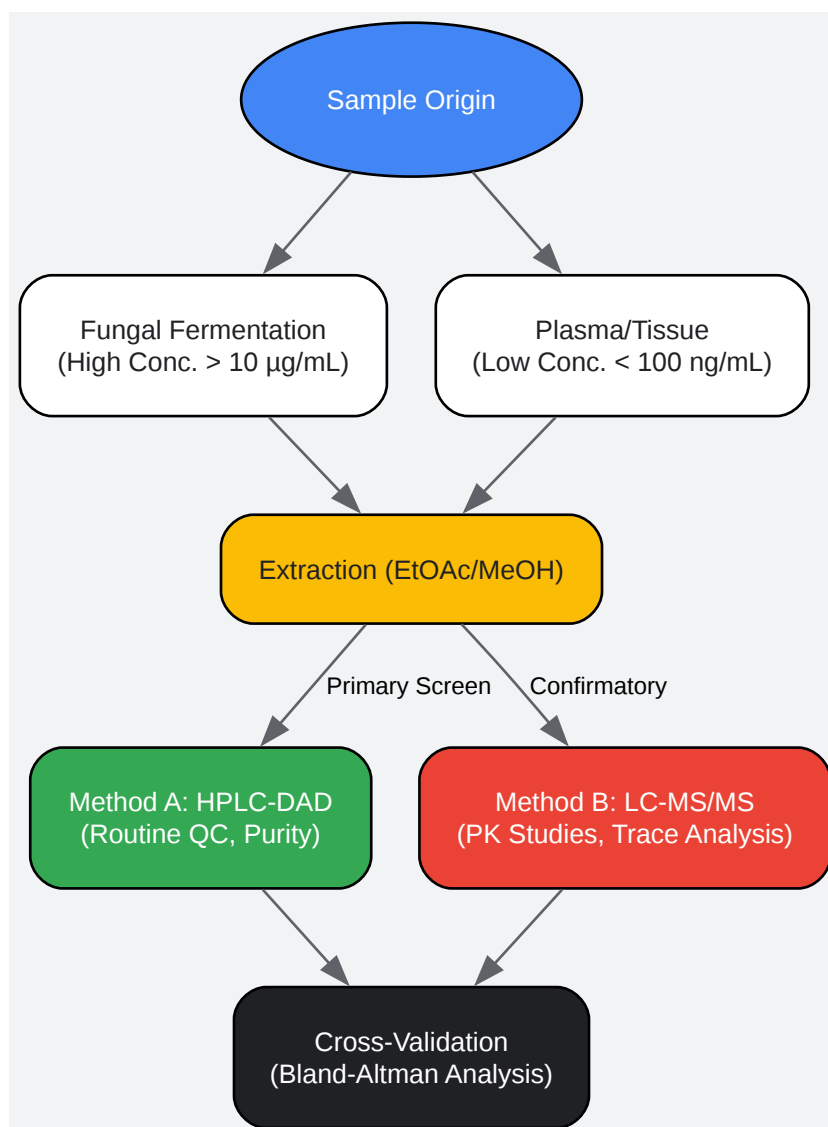 Sample Origin
Fungal Fermentation
(High Conc. > 10 µg/mL)
Plasma/Tissue
(Low Conc. < 100 ng/mL)
Extraction (EtOAc/MeOH)
Primary Screen
Confirmatory
Method A: HPLC-DAD
(Routine QC, Purity)
Method B: LC-MS/MS
(PK Studies, Trace Analysis)
Cross-Validation
(Bland-Altman Analysis)